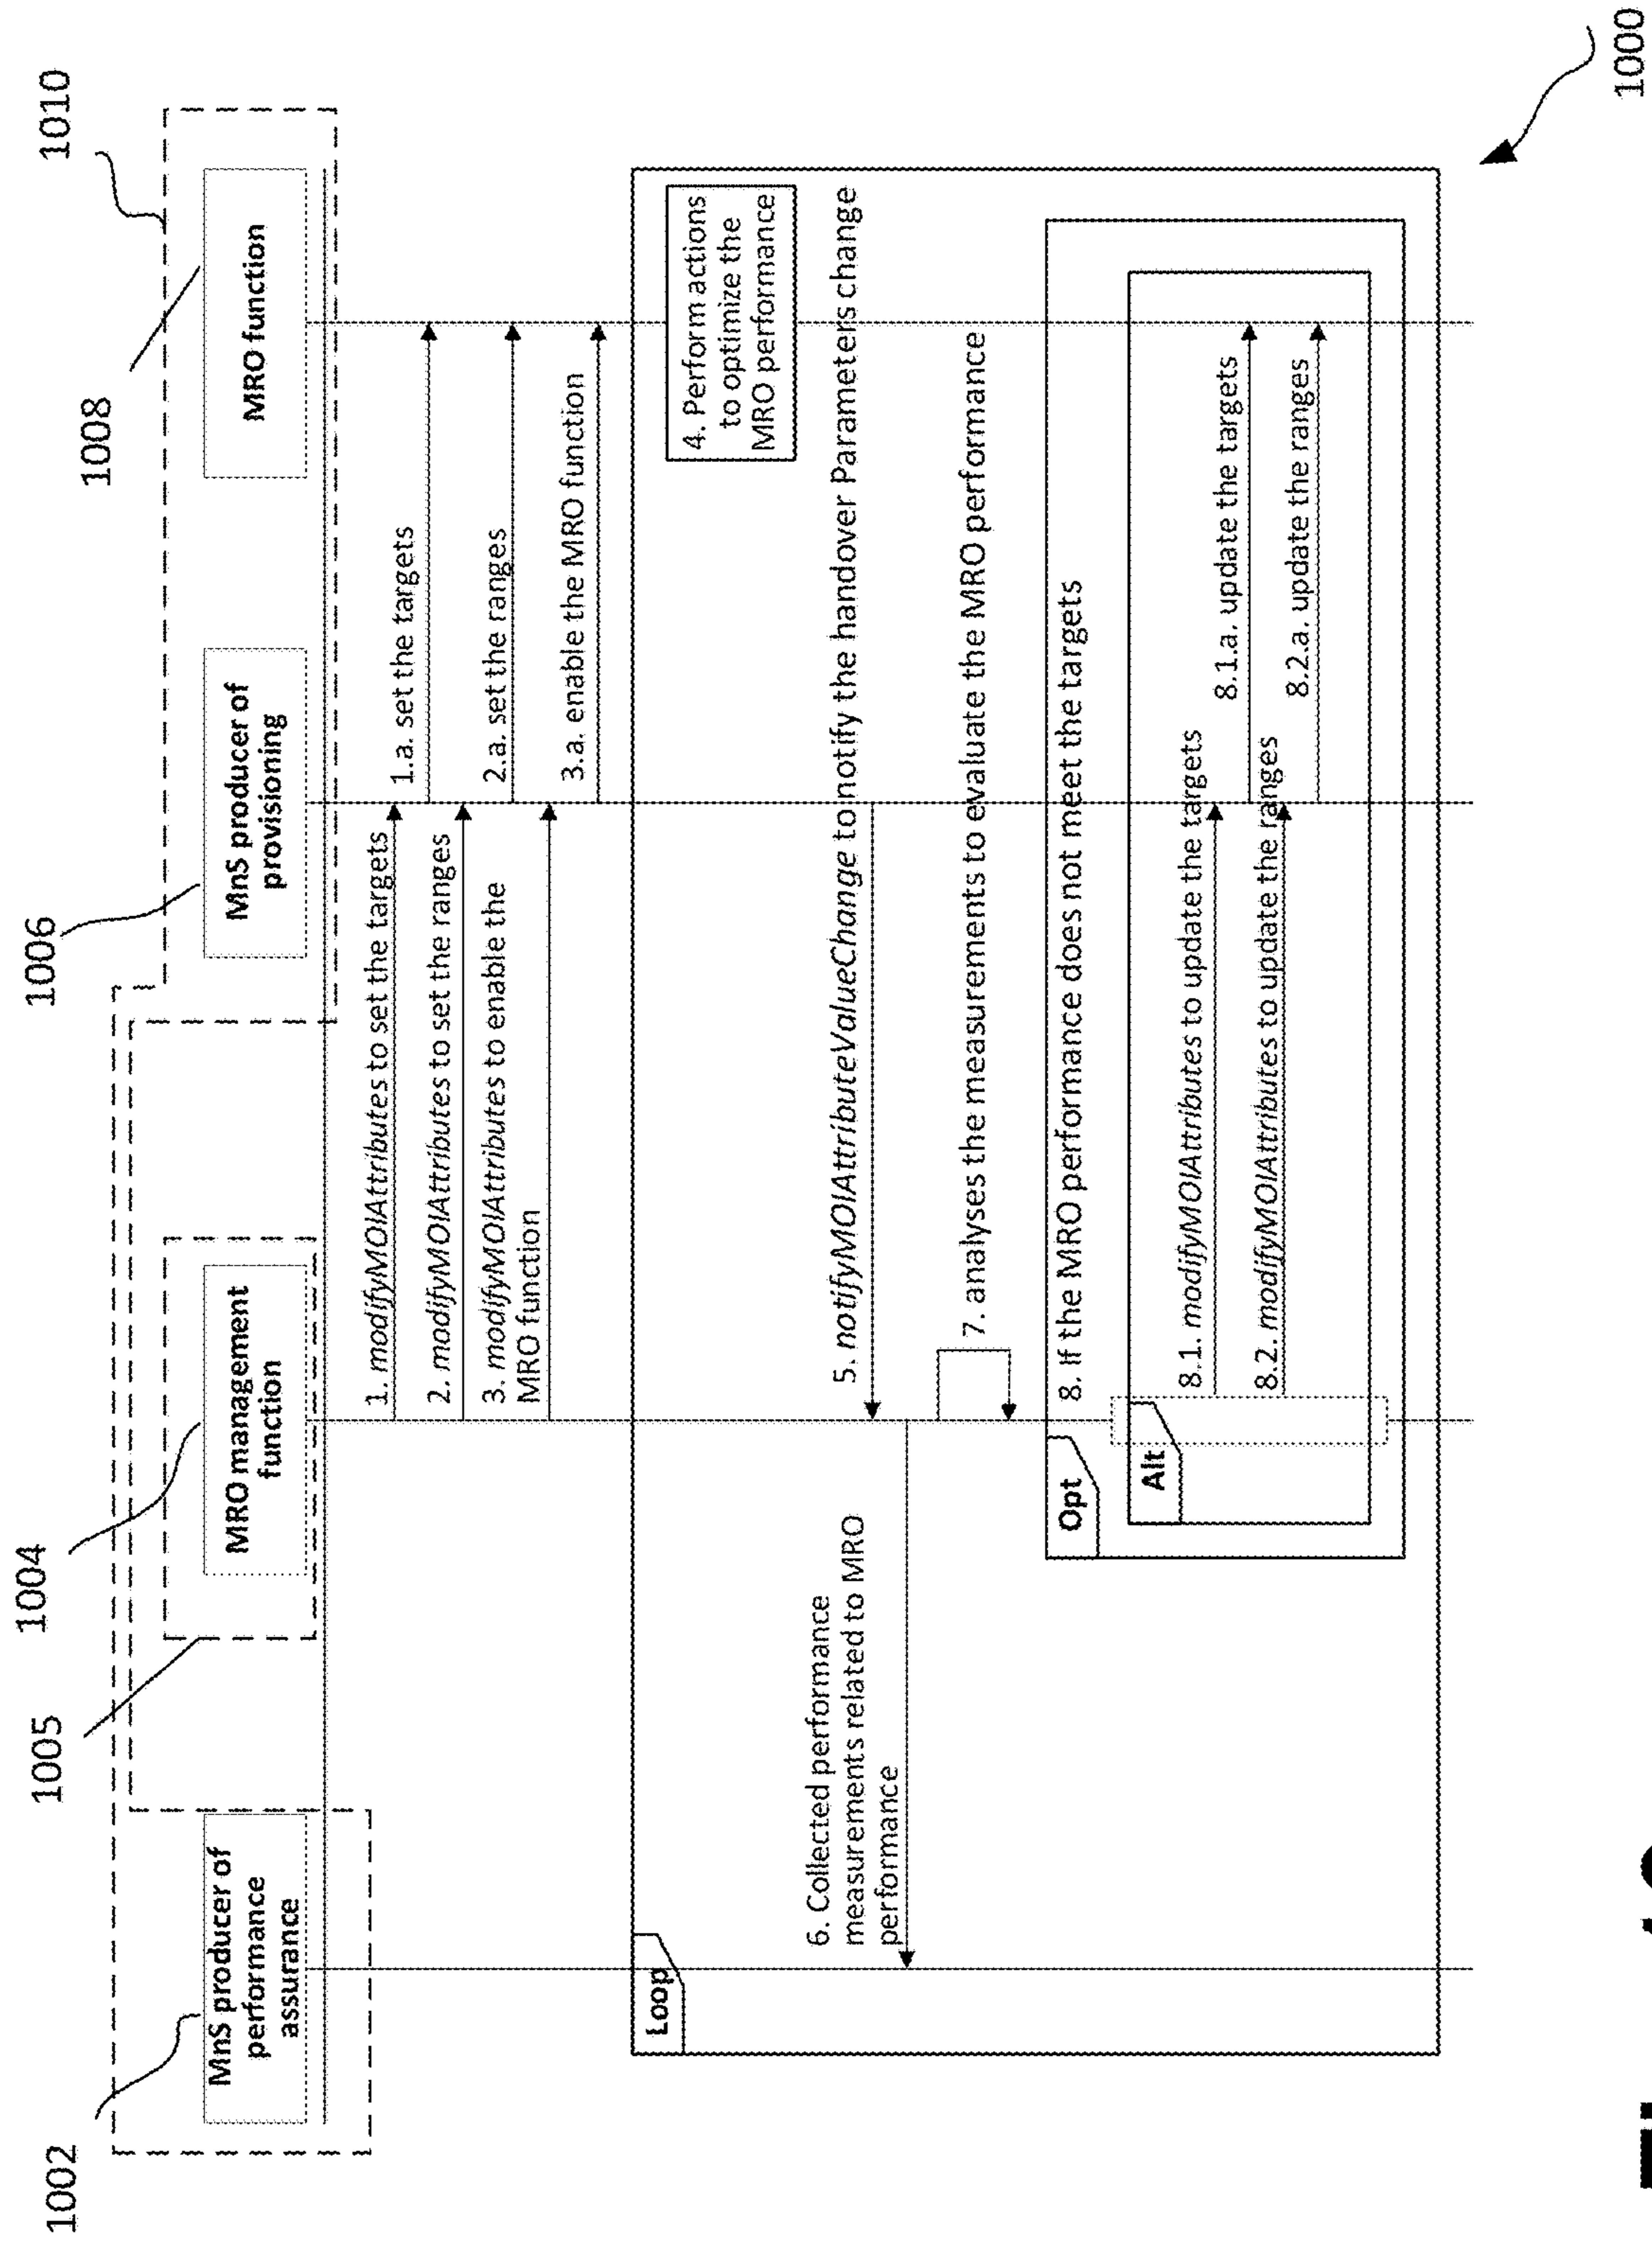 1002
1005
1004
1006
1008
1010
MnS producer of
performance
assurance
MRO management
function
MnS producer of
provisioning
MRO function
1. modifyMOIAttributes to set the targets
1.a. set the targets
2. modifyMOIAttributes to set the ranges
2.a. set the ranges
3. modifyMOIAttributes to enable the
MRO function
3.a. enable the MRO function
Loop
4. Perform actions
to optimize the
MRO performance
5. notifyMOIAttributeValueChange to notify the handover Parameters change
6. Collected performance
measurements related to MRO
performance
7. analyses the measurements to evaluate the MRO performance
Opt
8. If the MRO performance does not meet the targets
Alt
8.1. modifyMOIAttributes to update the targets
8.1.a. update the targets
8.2. modifyMOIAttributes to update the ranges
8.2.a. update the ranges
1000